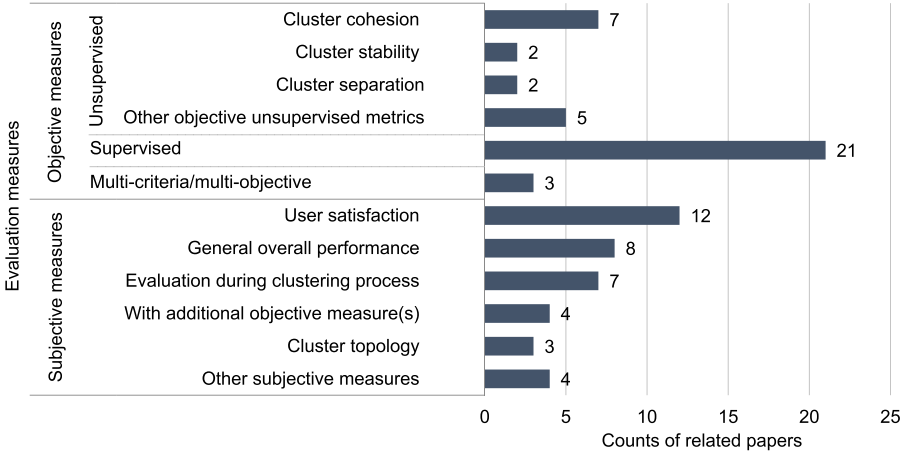 Evaluation measures
Objective measures
Unsupervised
Cluster cohesion 7
Cluster stability 2
Cluster separation 2
Other objective unsupervised metrics 5
Supervised 21
Multi-criteria/multi-objective 3
Subjective measures
User satisfaction 12
General overall performance 8
Evaluation during clustering process 7
With additional objective measure(s) 4
Cluster topology 3
Other subjective measures 4
0 5 10 15 20 25
Counts of related papers